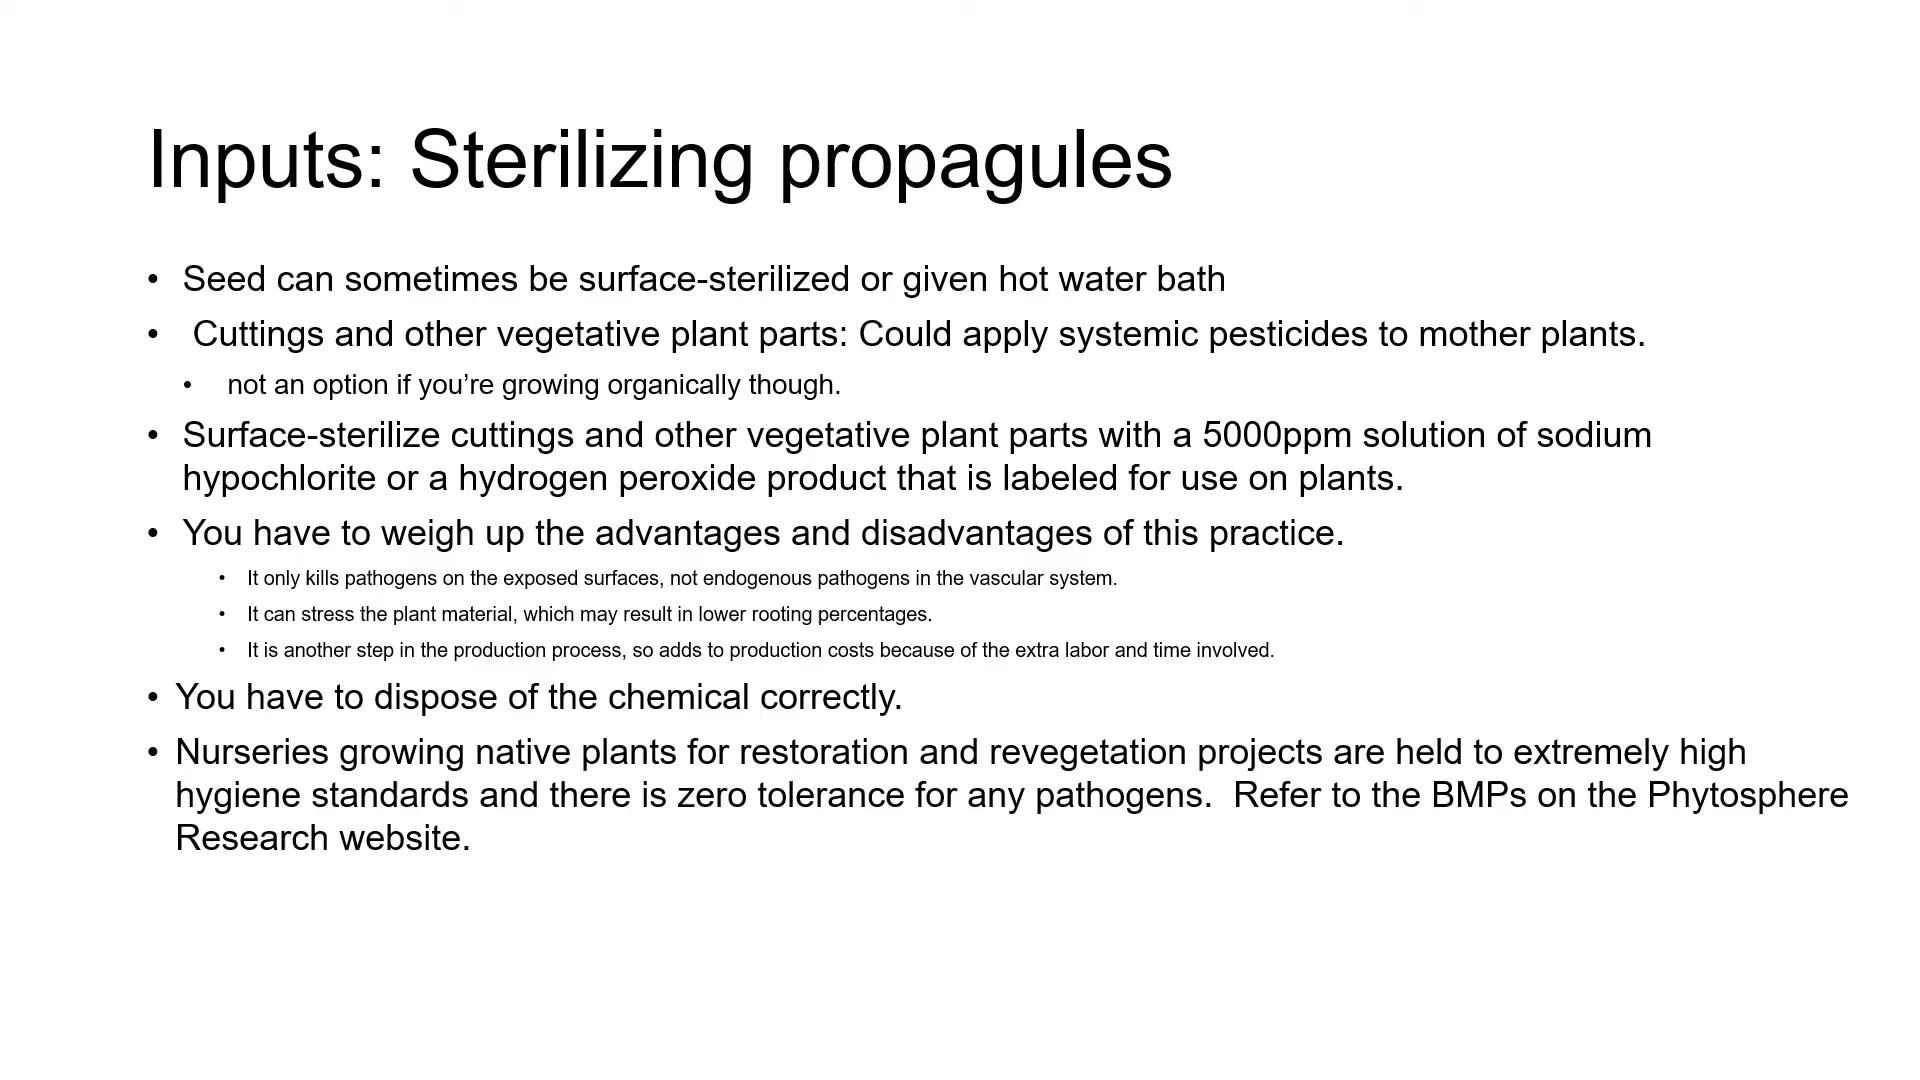 Inputs: Sterilizing propagules
• Seed can sometimes be surface-sterilized or given hot water bath
• Cuttings and other vegetative plant parts: Could apply systemic pesticides to mother plants.
• not an option if you’re growing organically though.
• Surface-sterilize cuttings and other vegetative plant parts with a 5000ppm solution of sodium
hypochlorite or a hydrogen peroxide product that is labeled for use on plants.
• You have to weigh up the advantages and disadvantages of this practice.
• It only kills pathogens on the exposed surfaces, not endogenous pathogens in the vascular system.
• It can stress the plant material, which may result in lower rooting percentages.
• It is another step in the production process, so adds to production costs because of the extra labor and time involved.
• You have to dispose of the chemical correctly.
• Nurseries growing native plants for restoration and revegetation projects are held to extremely high
hygiene standards and there is zero tolerance for any pathogens.  Refer to the BMPs on the Phytosphere
Research website.